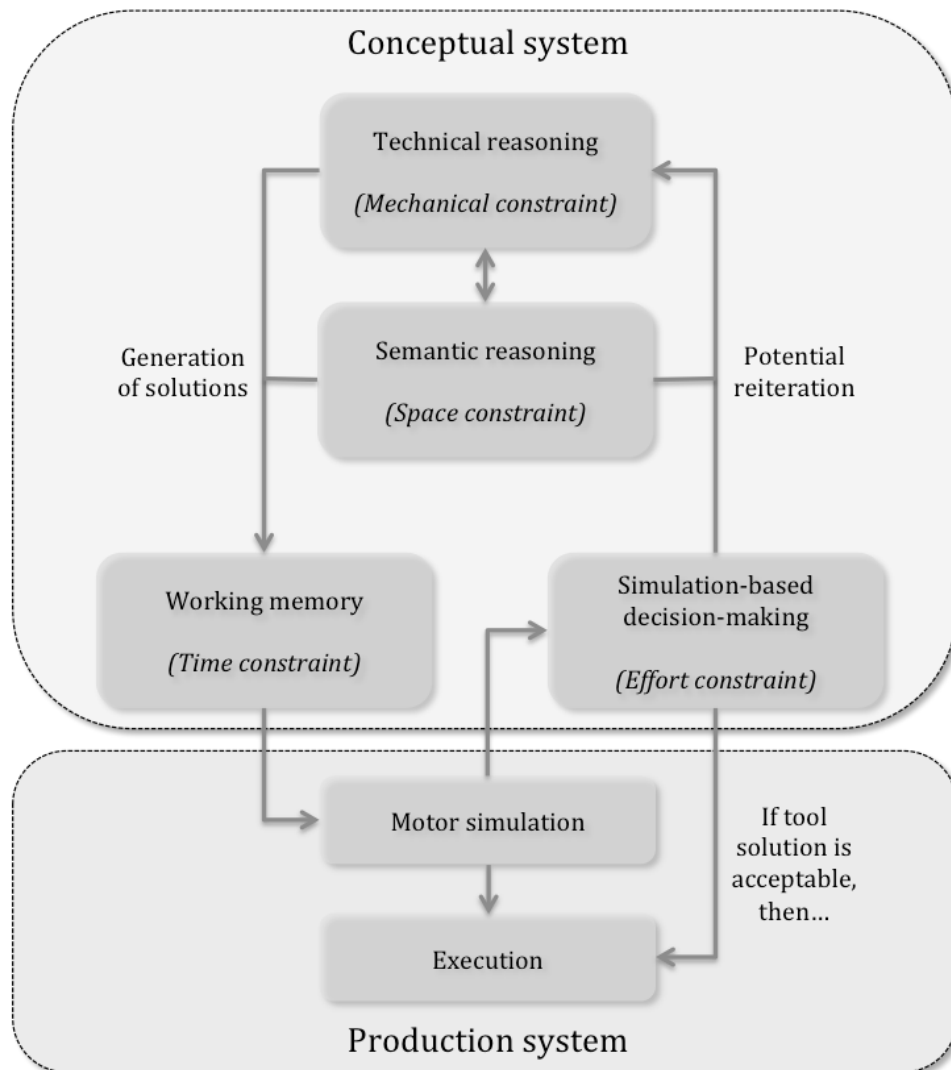 Conceptual system
Technical reasoning
(Mechanical constraint)
Semantic reasoning
(Space constraint)
Generation
of solutions
Potential
reiteration
Working memory
(Time constraint)
Simulation-based
decision-making
(Effort constraint)
Motor simulation
If tool
solution is
acceptable,
then…
Execution
Production system